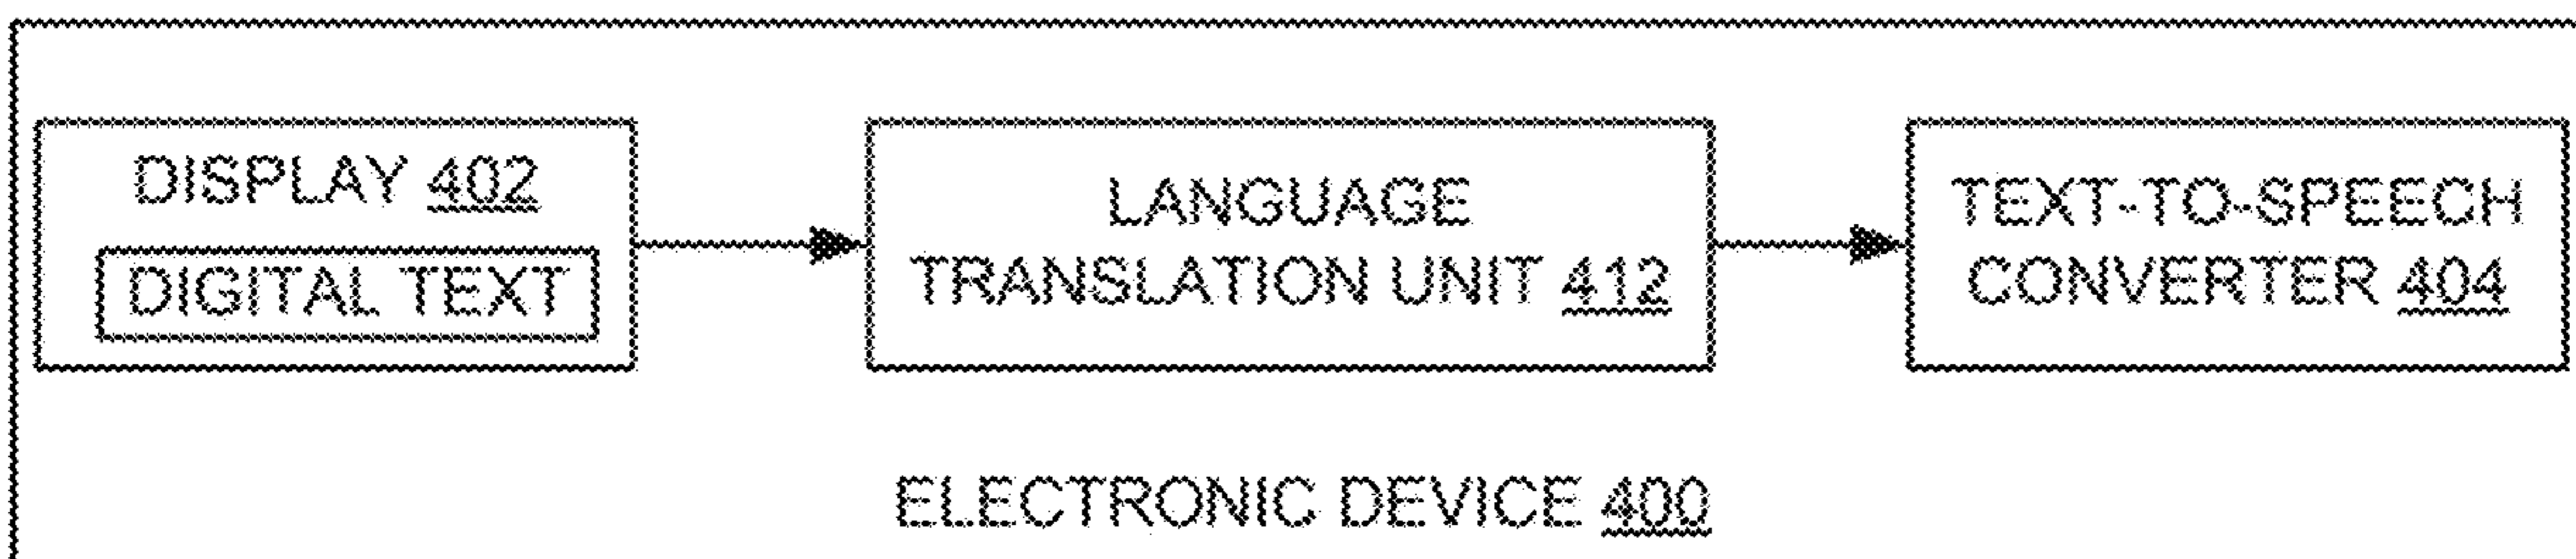 DISPLAY 402
DIGITAL TEXT
LANGUAGE
TRANSLATION UNIT 412
TEXT-TO-SPEECH
CONVERTER 404
ELECTRONIC DEVICE 400